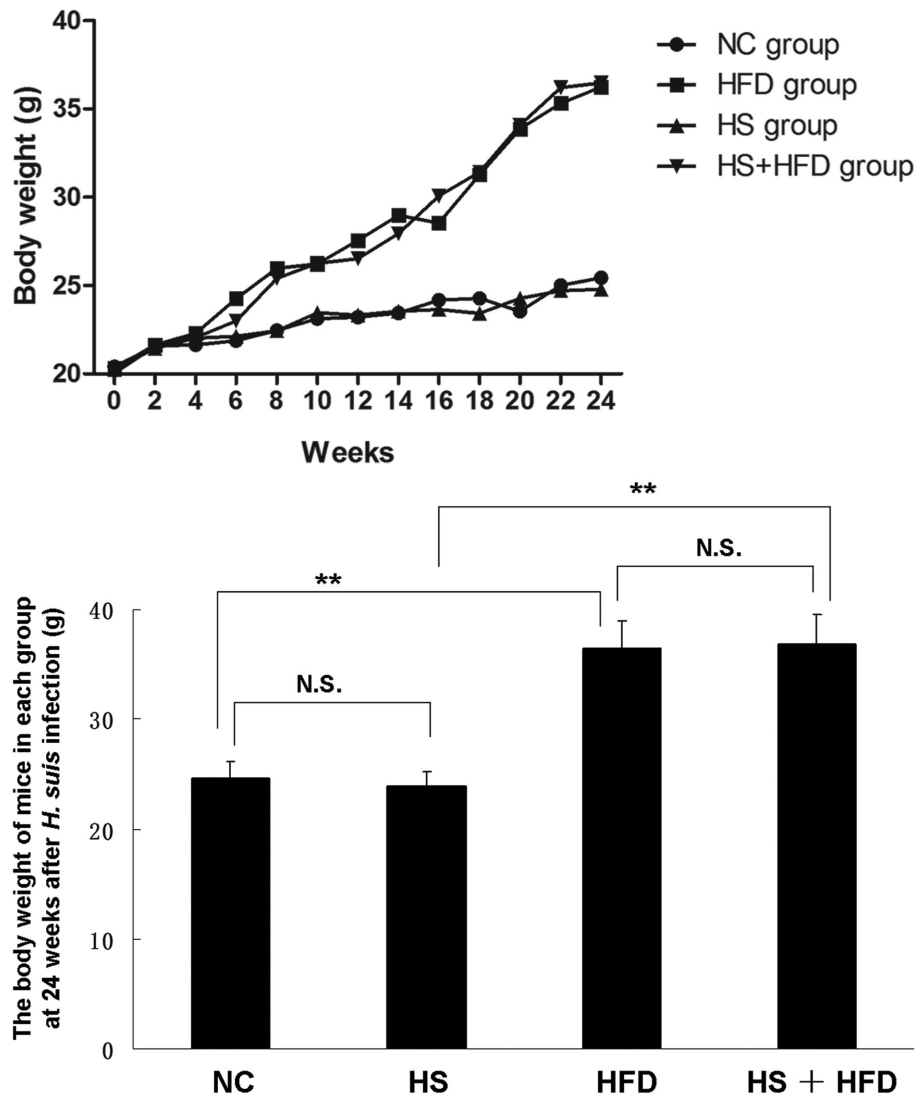 40
35
30
25
20
Body weight (g)
0 2 4 6 8 10 12 14 16 18 20 22 24
Weeks
NC group
HFD group
HS group
HS+HFD group
**
N.S.
**
N.S.
The body weight of mice in each group
at 24 weeks after H. suis infection (g)
40
30
20
10
0
NC HS HFD HS + HFD